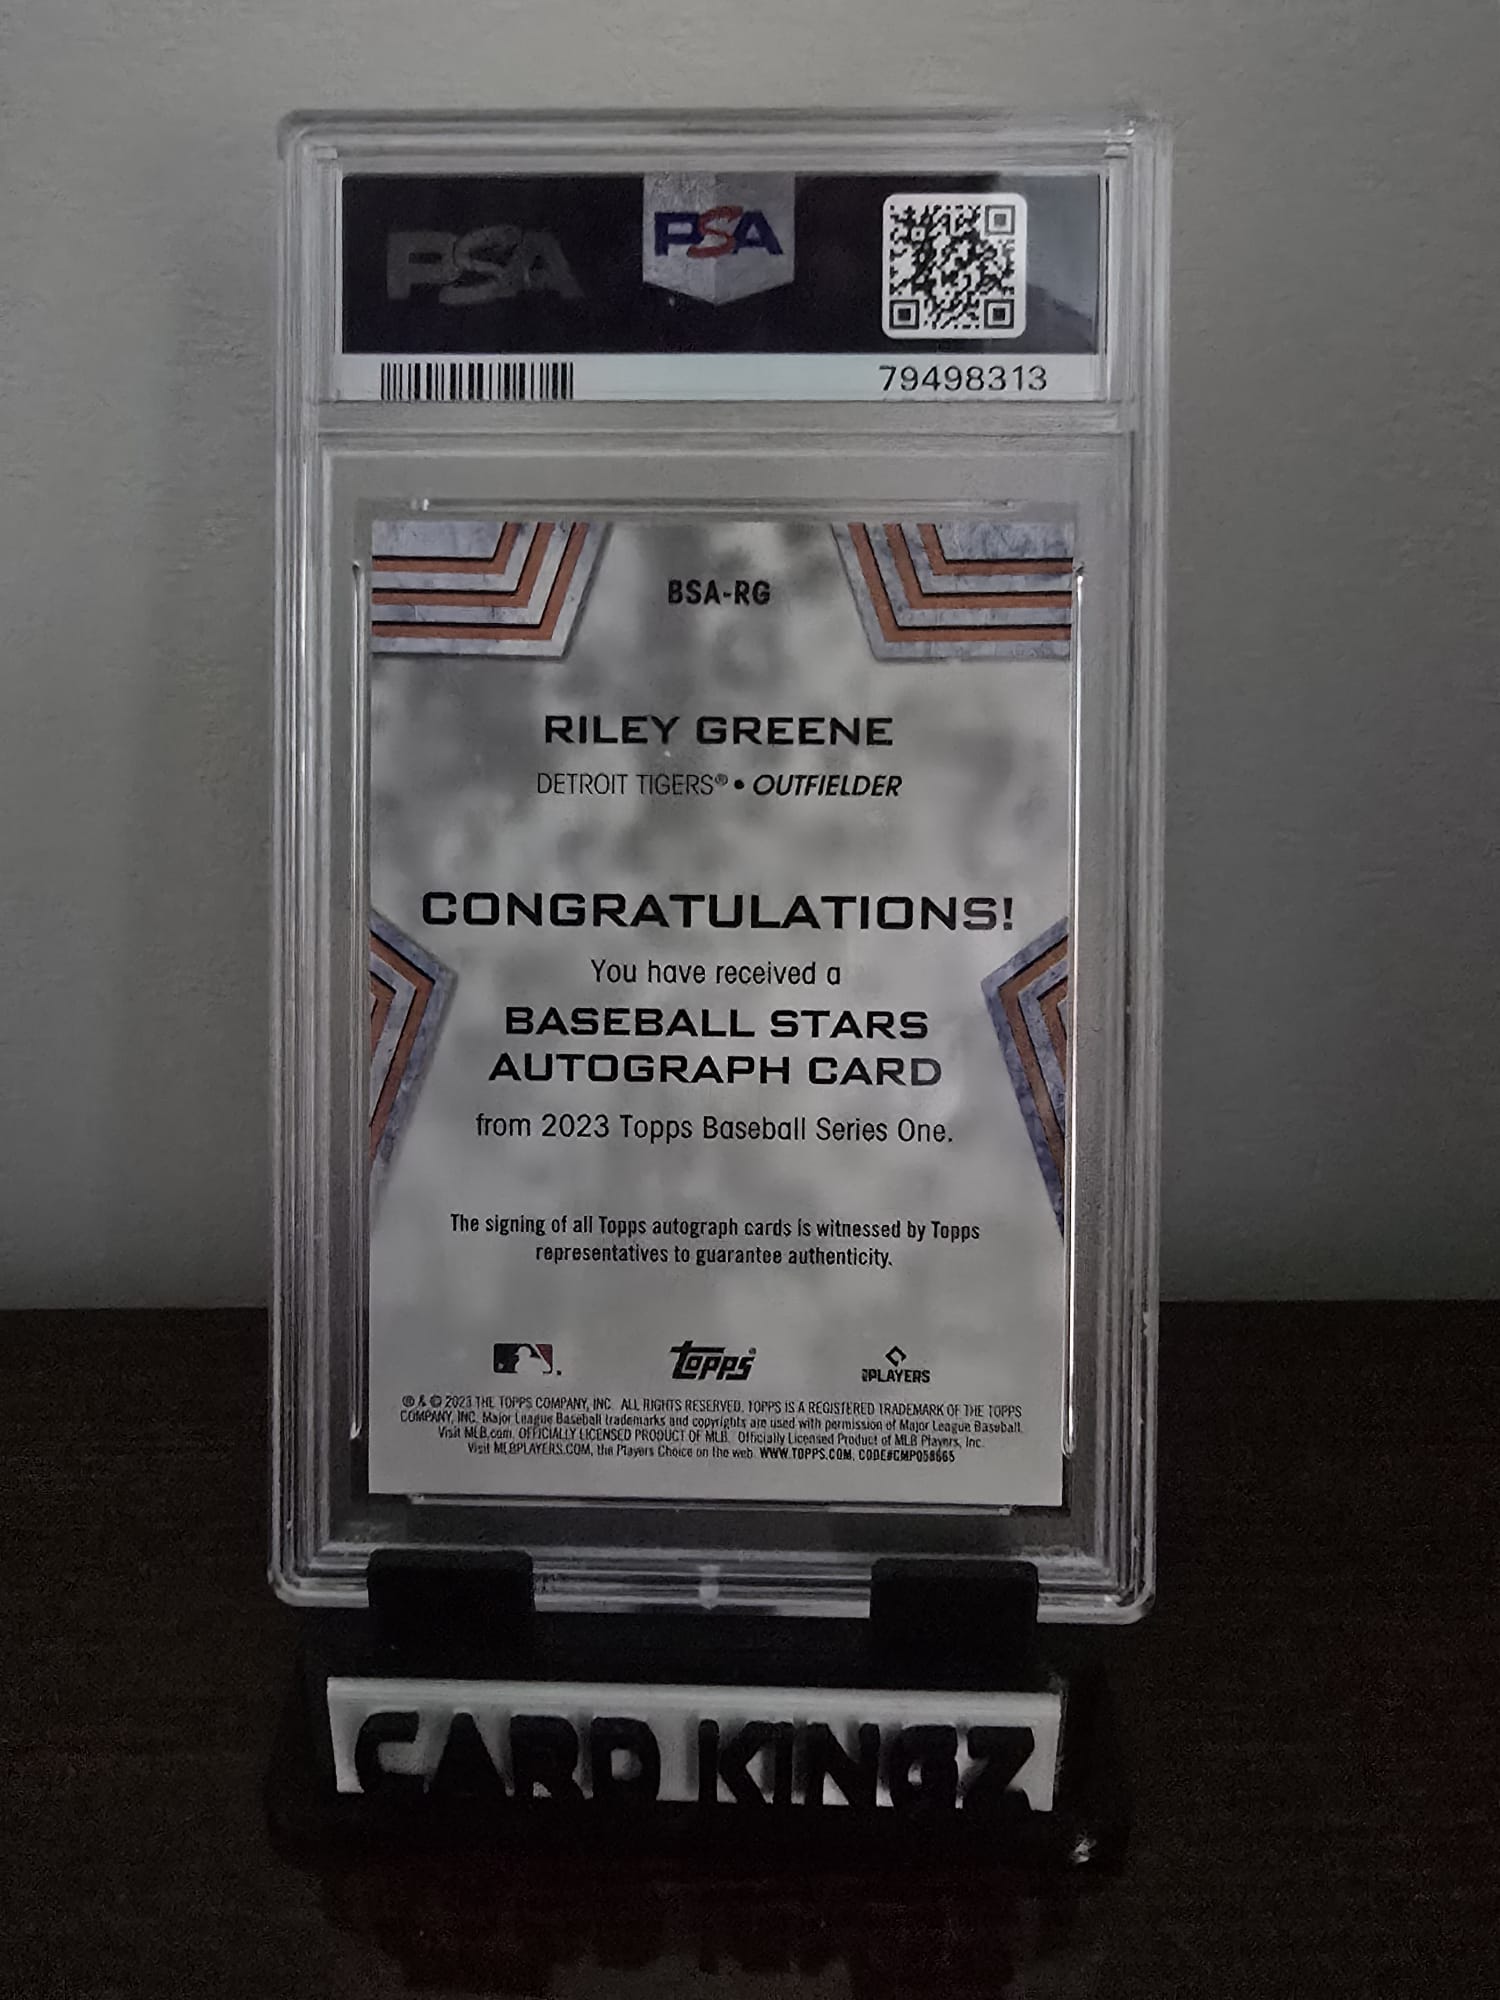 PSA
PSA
79498313
BSA-RG
RILEY GREENE
DETROIT TIGERS® • OUTFIELDER
CONGRATULATIONS!
You have received a
BASEBALL STARS
AUTOGRAPH CARD
from 2023 Topps Baseball Series One.
The signing of all Topps autograph cards is witnessed by Topps
representatives to guarantee authenticity.
topps®
PLAYERS
® & © 2023 THE TOPPS COMPANY, INC. ALL RIGHTS RESERVED. TOPPS IS A REGISTERED TRADEMARK OF THE TOPPS
COMPANY, INC. Major League Baseball trademarks and copyrights are used with permission of Major League Baseball.
Visit MLB.com. OFFICIALLY LICENSED PRODUCT OF MLB. Officially Licensed Product of MLB Players, Inc.
Visit MLBPLAYERS.COM, the Players Choice on the web. WWW.TOPPS.COM, CODE#CMP058665
CARD KINGZ